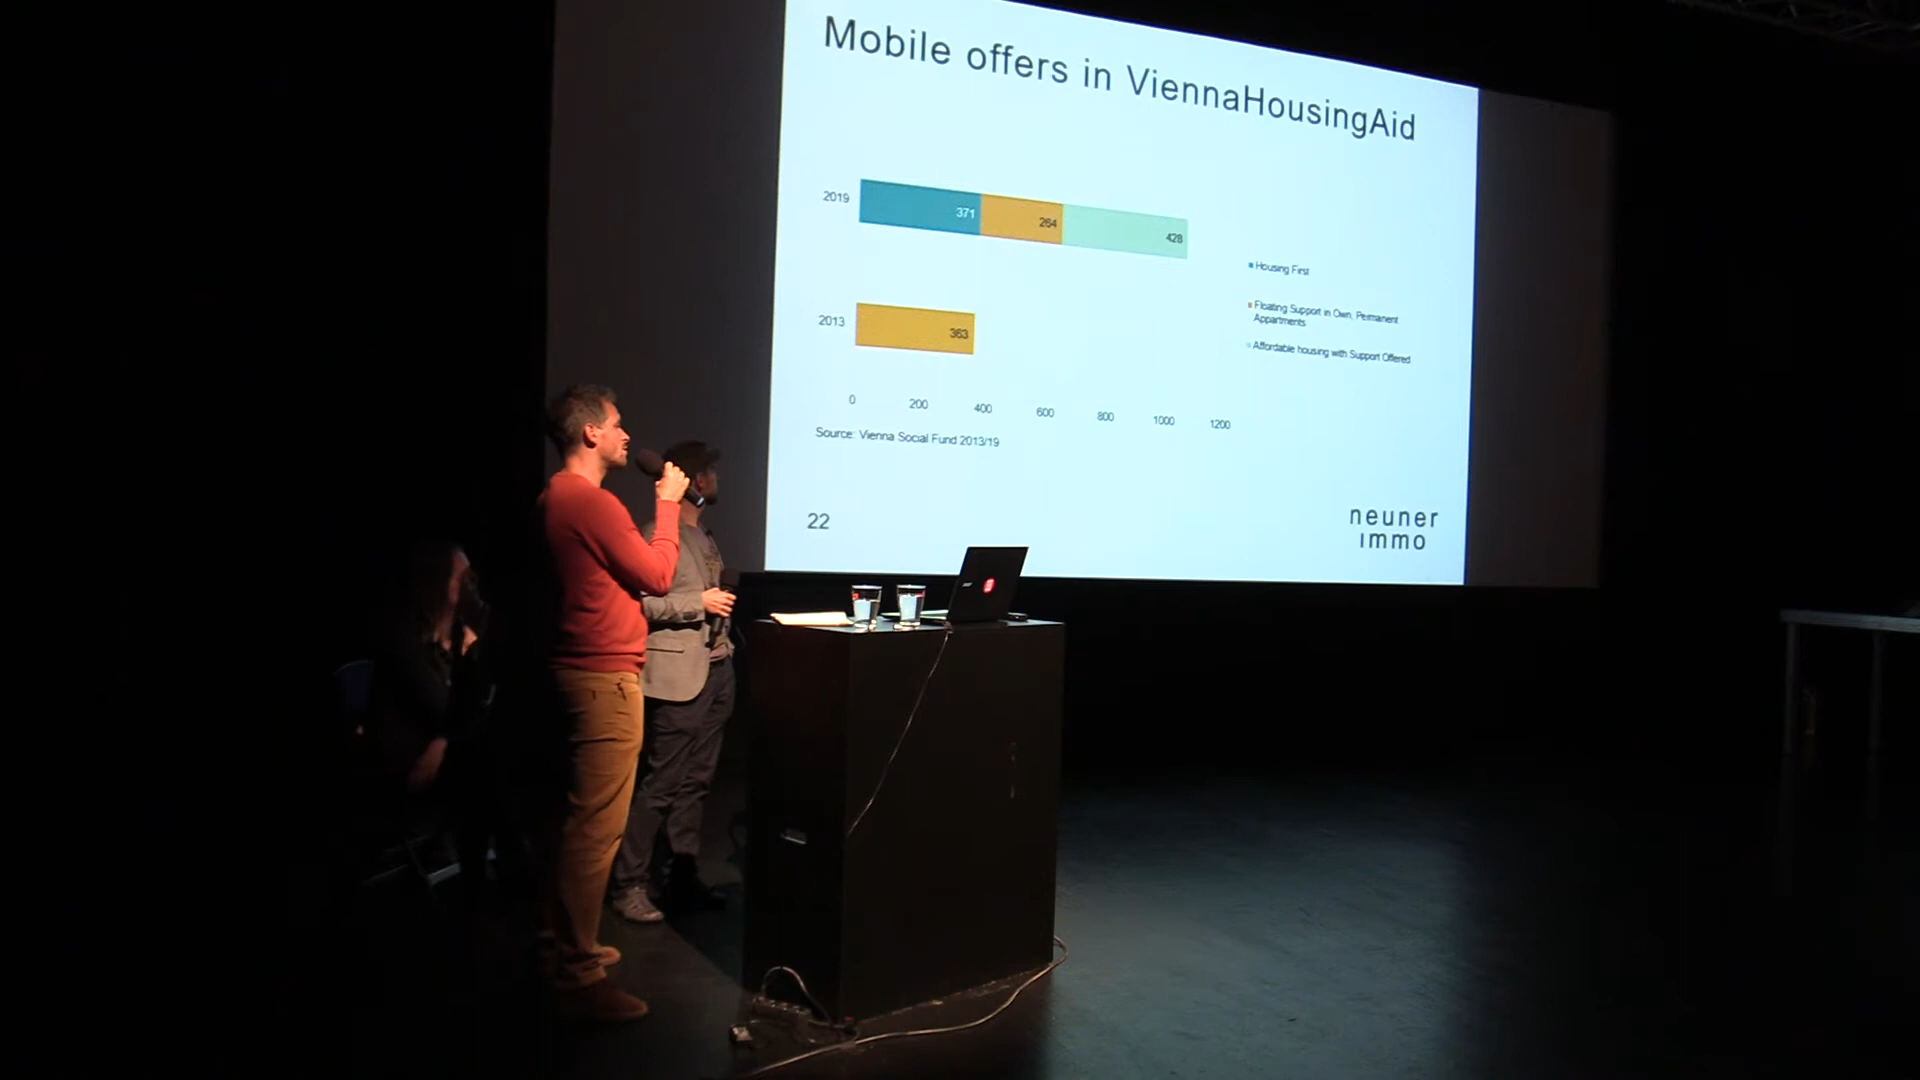 Mobile offers in ViennaHousingAid
2019
371
264
428
Housing First
Floating Support in Own, Permanent
Appartments
Affordable housing with Support Offered
2013
363
0 200 400 600 800 1000 1200
Source: Vienna Social Fund 2013/19
22
neuner
immo